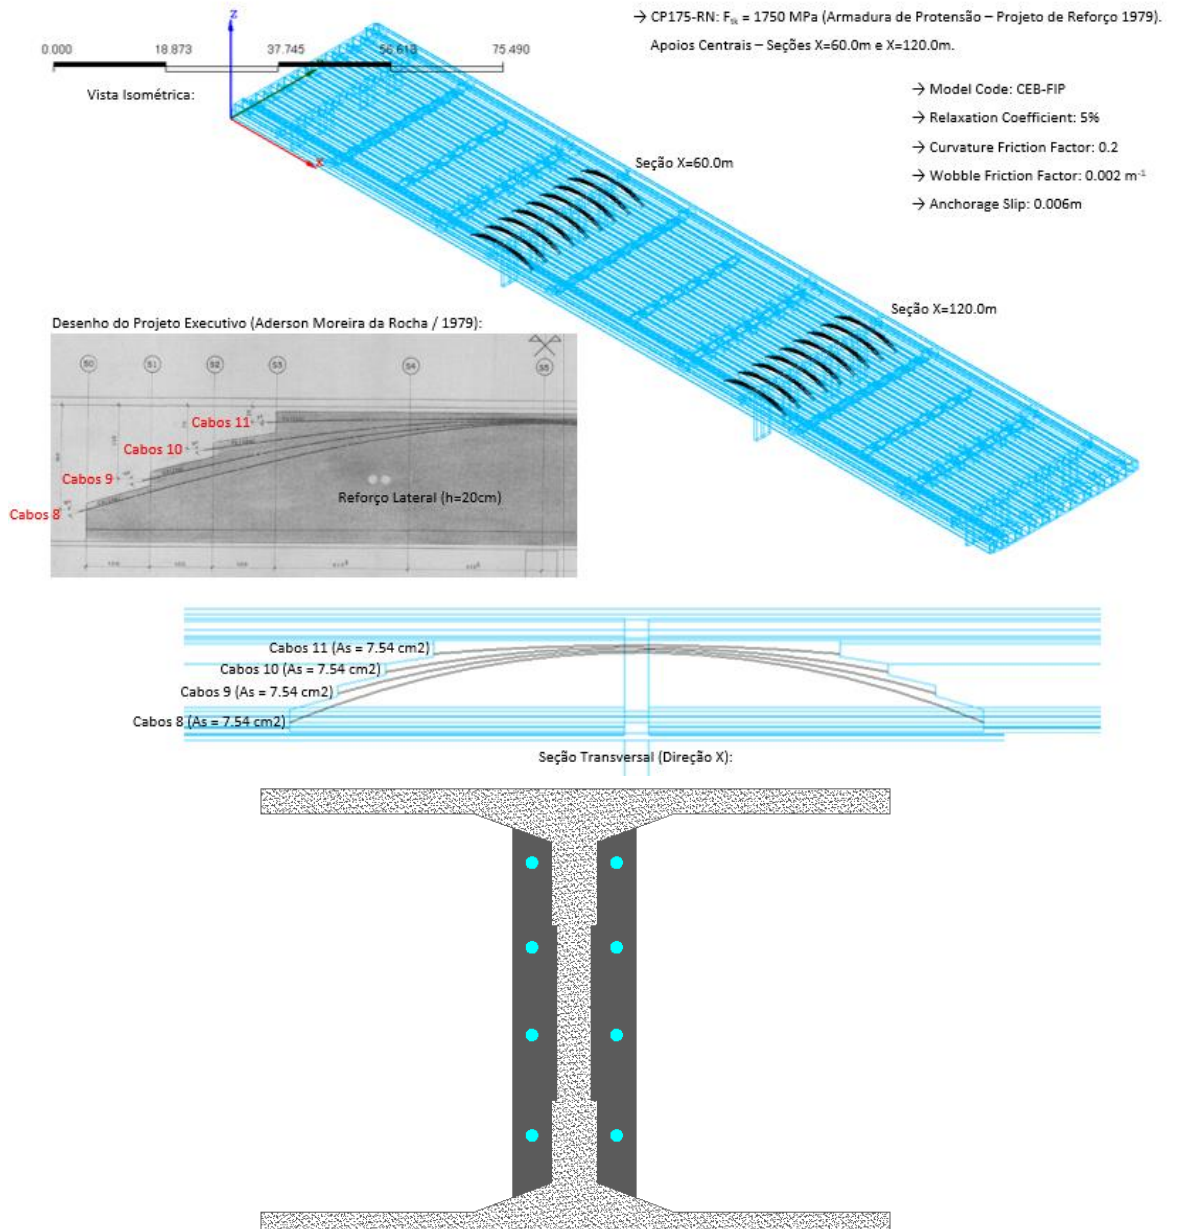 → CP175-RN: Ftk = 1750 MPa (Armadura de Protensão – Projeto de Reforço 1979).
Apoios Centrais – Seções X=60.0m e X=120.0m.
0.000 18.873 37.745 56.618 75.490
Z
X
Vista Isométrica:
→ Model Code: CEB-FIP
→ Relaxation Coefficient: 5%
→ Curvature Friction Factor: 0.2
→ Wobble Friction Factor: 0.002 m-1
→ Anchorage Slip: 0.006m
Seção X=60.0m
Seção X=120.0m
Desenho do Projeto Executivo (Aderson Moreira da Rocha / 1979):
S0 S1 S2 S3 S4 S5
Cabos 11
Cabos 10
Cabos 9
Cabos 8
Reforço Lateral (h=20cm)
Cabos 11 (As = 7.54 cm2)
Cabos 10 (As = 7.54 cm2)
Cabos 9 (As = 7.54 cm2)
Cabos 8 (As = 7.54 cm2)
Seção Transversal (Direção X):